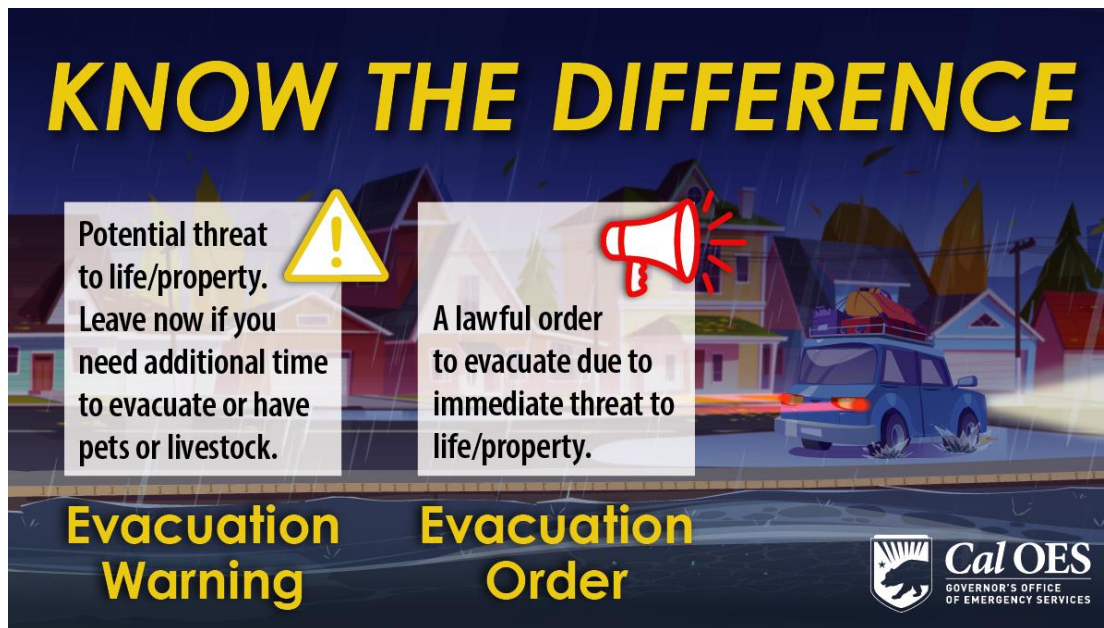 KNOW THE DIFFERENCE
Potential threat
to life/property.
Leave now if you
need additional time
to evacuate or have
pets or livestock.
Evacuation
Warning
A lawful order
to evacuate due to
immediate threat to
life/property.
Evacuation
Order
Cal OES
GOVERNOR'S OFFICE
OF EMERGENCY SERVICES